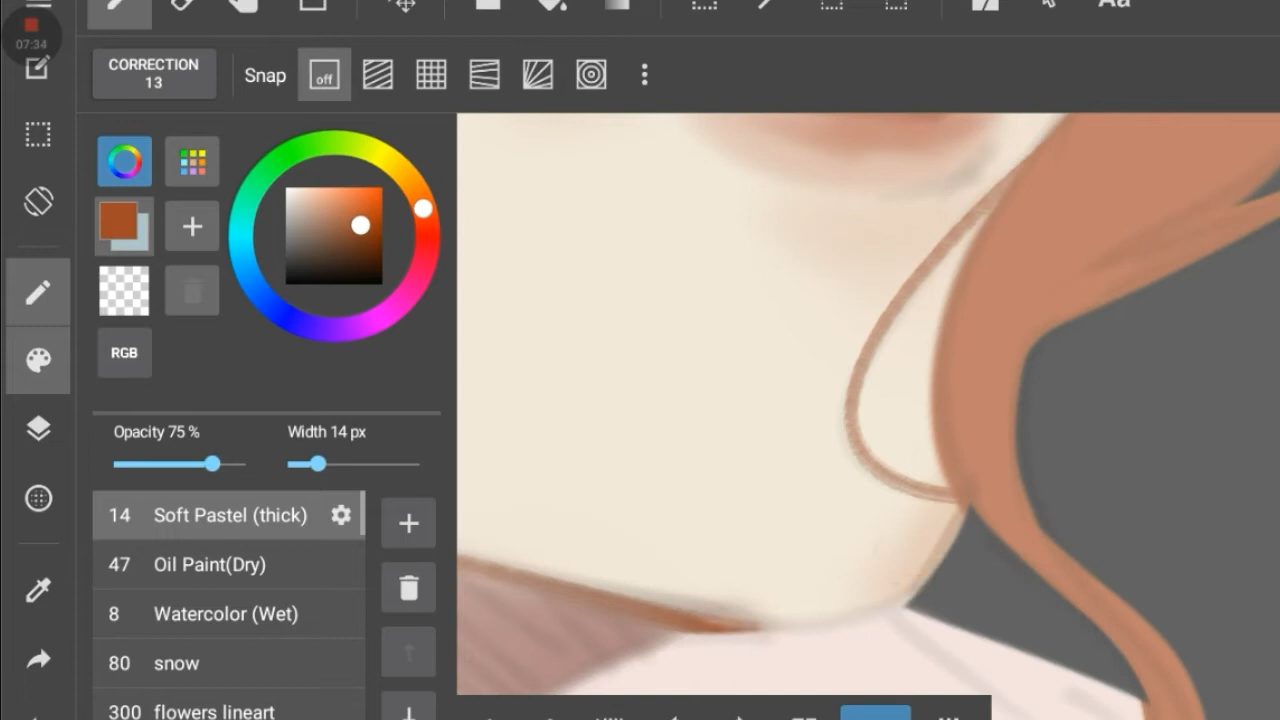 Aa
07:34
CORRECTION
13
Snap
off
RGB
Opacity 75 %
Width 14 px
14 Soft Pastel (thick)
47 Oil Paint(Dry)
8 Watercolor (Wet)
80 snow
300 flowers lineart